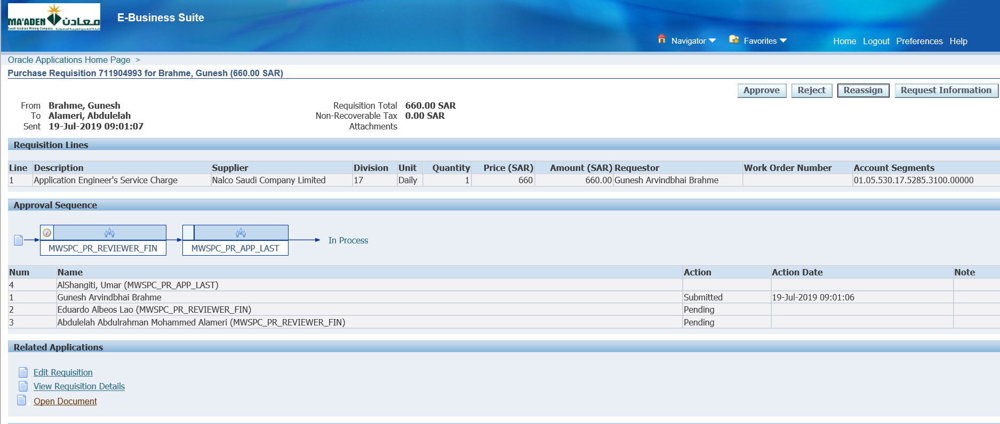 MA'ADEN معادن
Saudi Arabian Mining Company
E-Business Suite
Navigator Favorites Home Logout Preferences Help
Oracle Applications Home Page >
Purchase Requisition 711904993 for Brahme, Gunesh (660.00 SAR)
Approve Reject Reassign Request Information
From Brahme, Gunesh Requisition Total 660.00 SAR
To Alameri, Abdulelah Non-Recoverable Tax 0.00 SAR
Sent 19-Jul-2019 09:01:07 Attachments
Requisition Lines
Line Description Supplier Division Unit Quantity Price (SAR) Amount (SAR) Requestor Work Order Number Account Segments
1 Application Engineer's Service Charge Nalco Saudi Company Limited 17 Daily 1 660 660.00 Gunesh Arvindbhai Brahme 01.05.530.17.5285.3100.00000
Approval Sequence
MWSPC_PR_REVIEWER_FIN MWSPC_PR_APP_LAST In Process
Num Name Action Action Date Note
4 AlShangiti, Umar (MWSPC_PR_APP_LAST)
1 Gunesh Arvindbhai Brahme Submitted 19-Jul-2019 09:01:06
2 Eduardo Albeos Lao (MWSPC_PR_REVIEWER_FIN) Pending
3 Abdulelah Abdulrahman Mohammed Alameri (MWSPC_PR_REVIEWER_FIN) Pending
Related Applications
Edit Requisition
View Requisition Details
Open Document